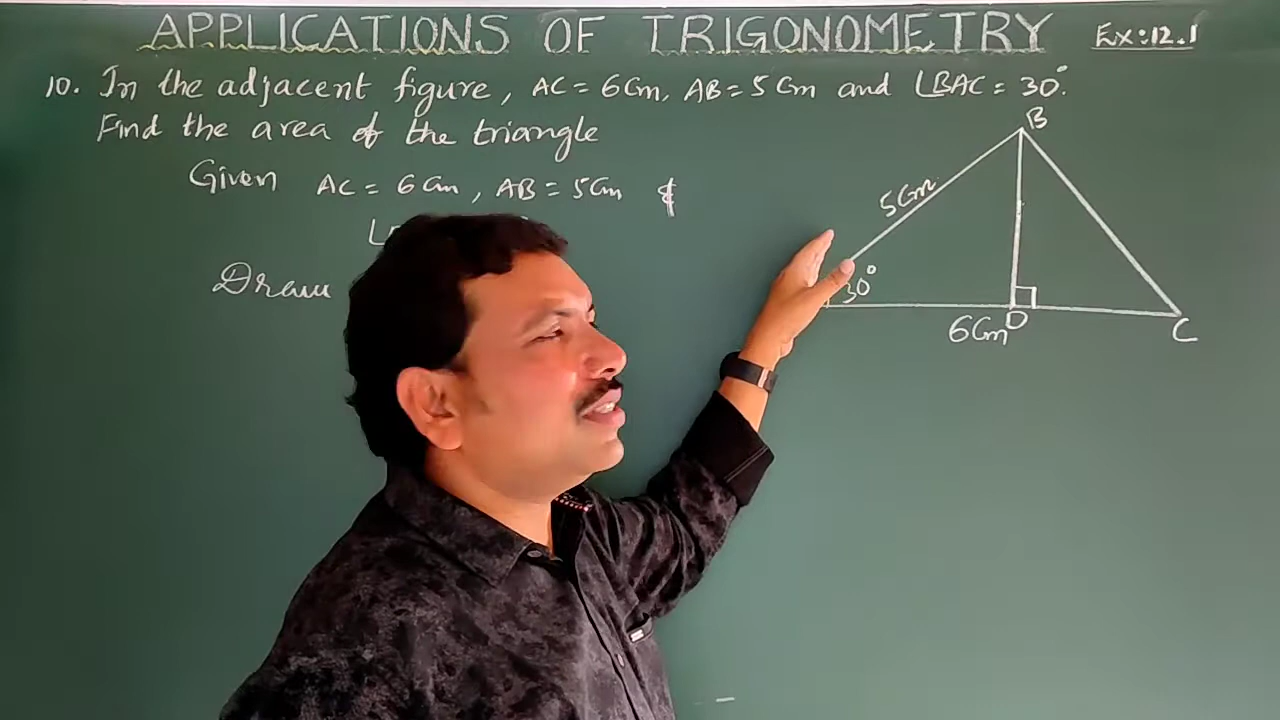 APPLICATIONS OF TRIGONOMETRY Ex:12.1
10. In the adjacent figure, AC = 6Cm, AB = 5Cm and ∠BAC = 30°.
Find the area of the triangle
Given AC = 6Cm, AB = 5Cm &
∠
Draw
B
5Cm
30°
6Cm D
C